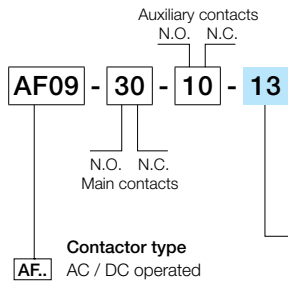 Auxiliary contacts
N.O. N.C.
AF09 - 30 - 10 - 13
N.O. N.C.
Main contacts
Contactor type
AF.. AC / DC operated